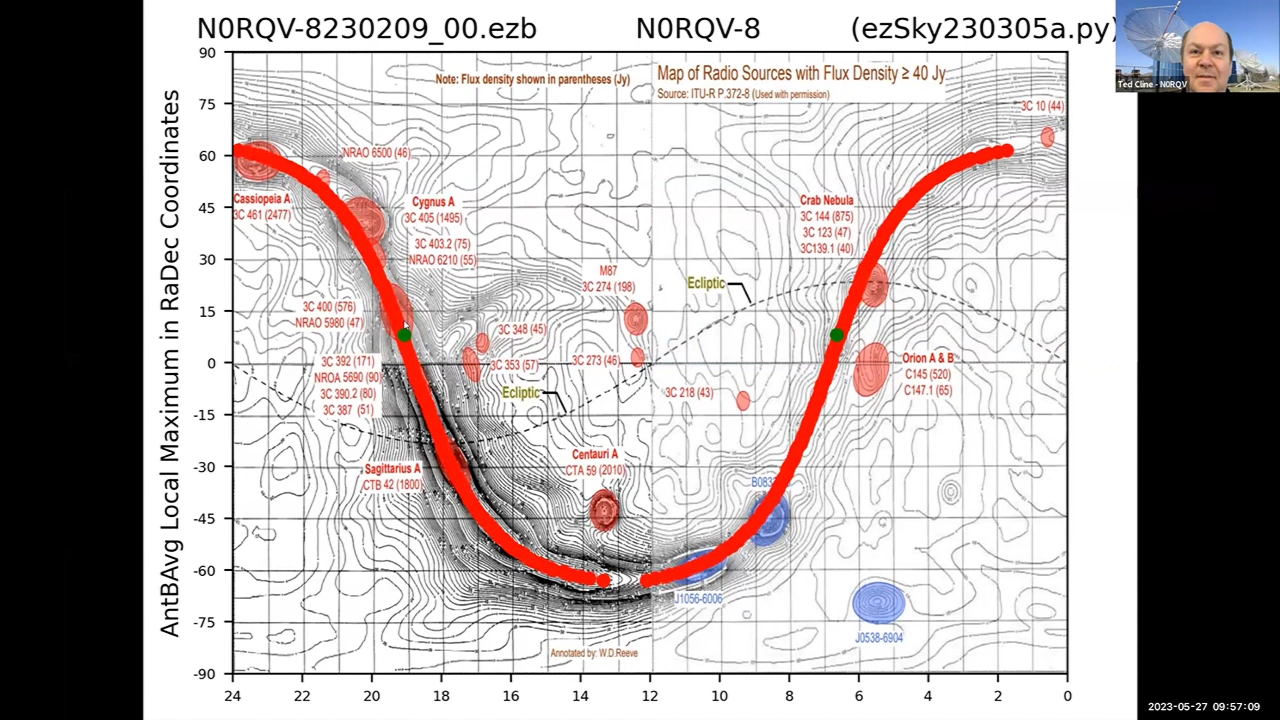 N0RQV-8230209_00.ezb N0RQV-8 (ezSky230305a.py)
Ted Cline - N0RQV
AntBAvg Local Maximum in RaDec Coordinates
90
75
60
45
30
15
0
-15
-30
-45
-60
-75
-90
Note: Flux density shown in parentheses (Jy)
Map of Radio Sources with Flux Density ≥ 40 Jy
Source: ITU-R P.372-8 (Used with permission)
3C 10 (44)
NRAO 6500 (46)
Cassiopeia A
3C 461 (2477)
Cygnus A
3C 405 (1495)
3C 403.2 (75)
NRAO 6210 (55)
Crab Nebula
3C 144 (875)
3C 123 (47)
3C139.1 (40)
M87
3C 274 (198)
Ecliptic
3C 400 (576)
NRAO 5980 (47)
3C 348 (45)
3C 392 (171)
NROA 5690 (90)
3C 390.2 (80)
3C 387 (51)
3C 353 (57)
3C 273 (46)
Orion A & B
C145 (520)
C147.1 (65)
Ecliptic
3C 218 (43)
Sagittarius A
CTB 42 (1800)
Centauri A
CTA 59 (2010)
J1056-6006
J0538-6904
Annotated by: W.D.Reeve
24 22 20 18 16 14 12 10 8 6 4 2 0
2023-05-27 09:57:09